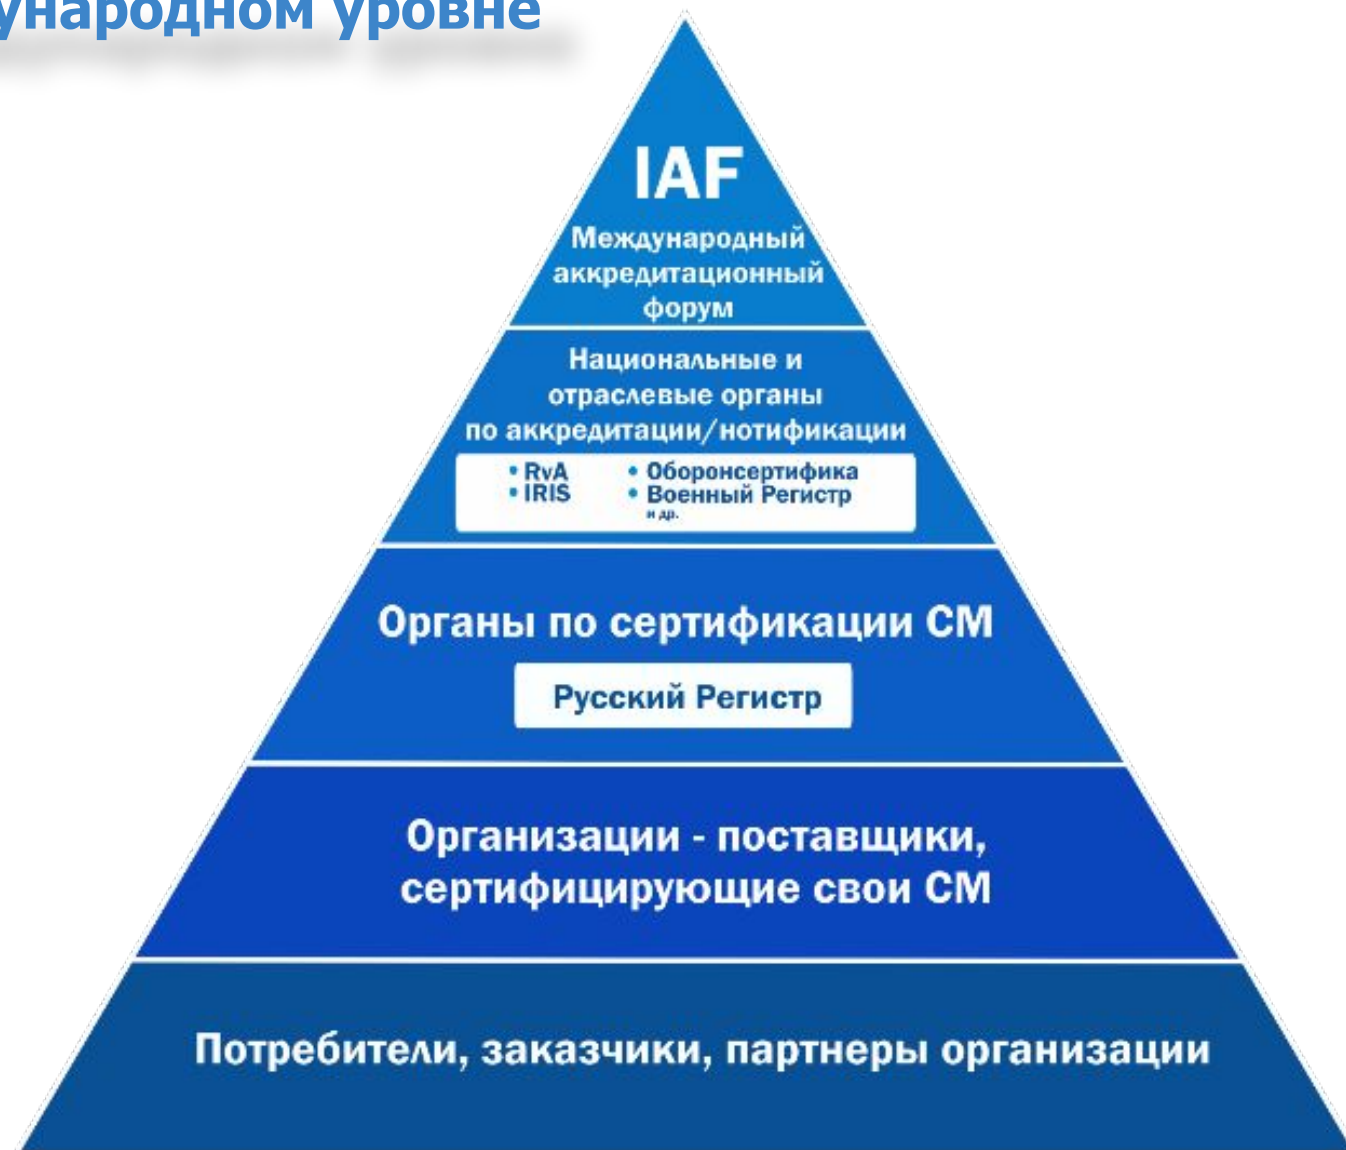 ународном уровне
IAF
Международный
аккредитационный
форум
Национальные и
отраслевые органы
по аккредитации/нотификации
• RvA • Оборонсертифика
• IRIS • Военный Регистр
и др.
Органы по сертификации СМ
Русский Регистр
Организации - поставщики,
сертифицирующие свои СМ
Потребители, заказчики, партнеры организации